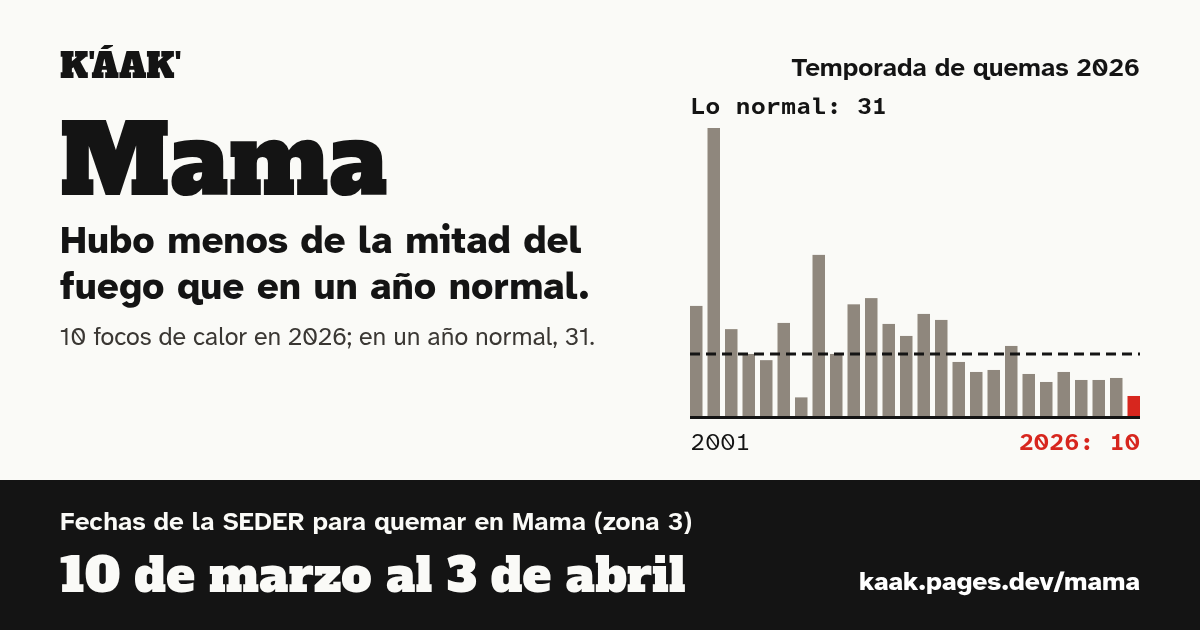 K'ÁAK'
Mama
Hubo menos de la mitad del
fuego que en un año normal.
10 focos de calor en 2026; en un año normal, 31.
Temporada de quemas 2026
Lo normal: 31
2001
2026: 10
Fechas de la SEDER para quemar en Mama (zona 3)
10 de marzo al 3 de abril
kaak.pages.dev/mama